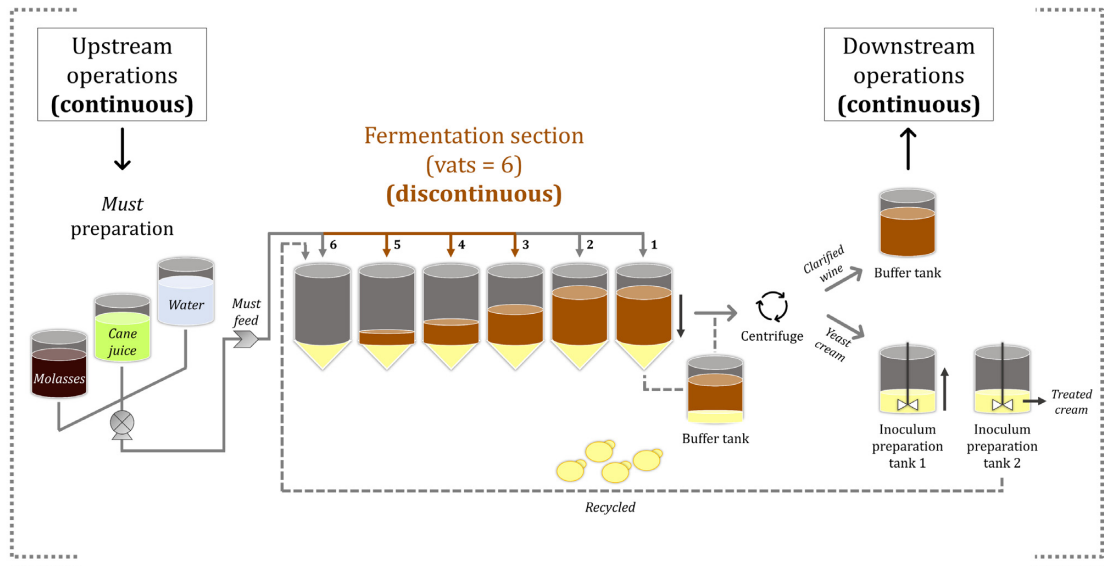 Upstream
operations
(continuous)
Downstream
operations
(continuous)
Fermentation section
(vats = 6)
(discontinuous)
Must
preparation
6
5
4
3
2
1
Water
Cane
juice
Molasses
Must
feed
Centrifuge
Clarified
wine
Yeast
cream
Buffer tank
Buffer tank
Inoculum
preparation
tank 1
Inoculum
preparation
tank 2
Treated
cream
Recycled